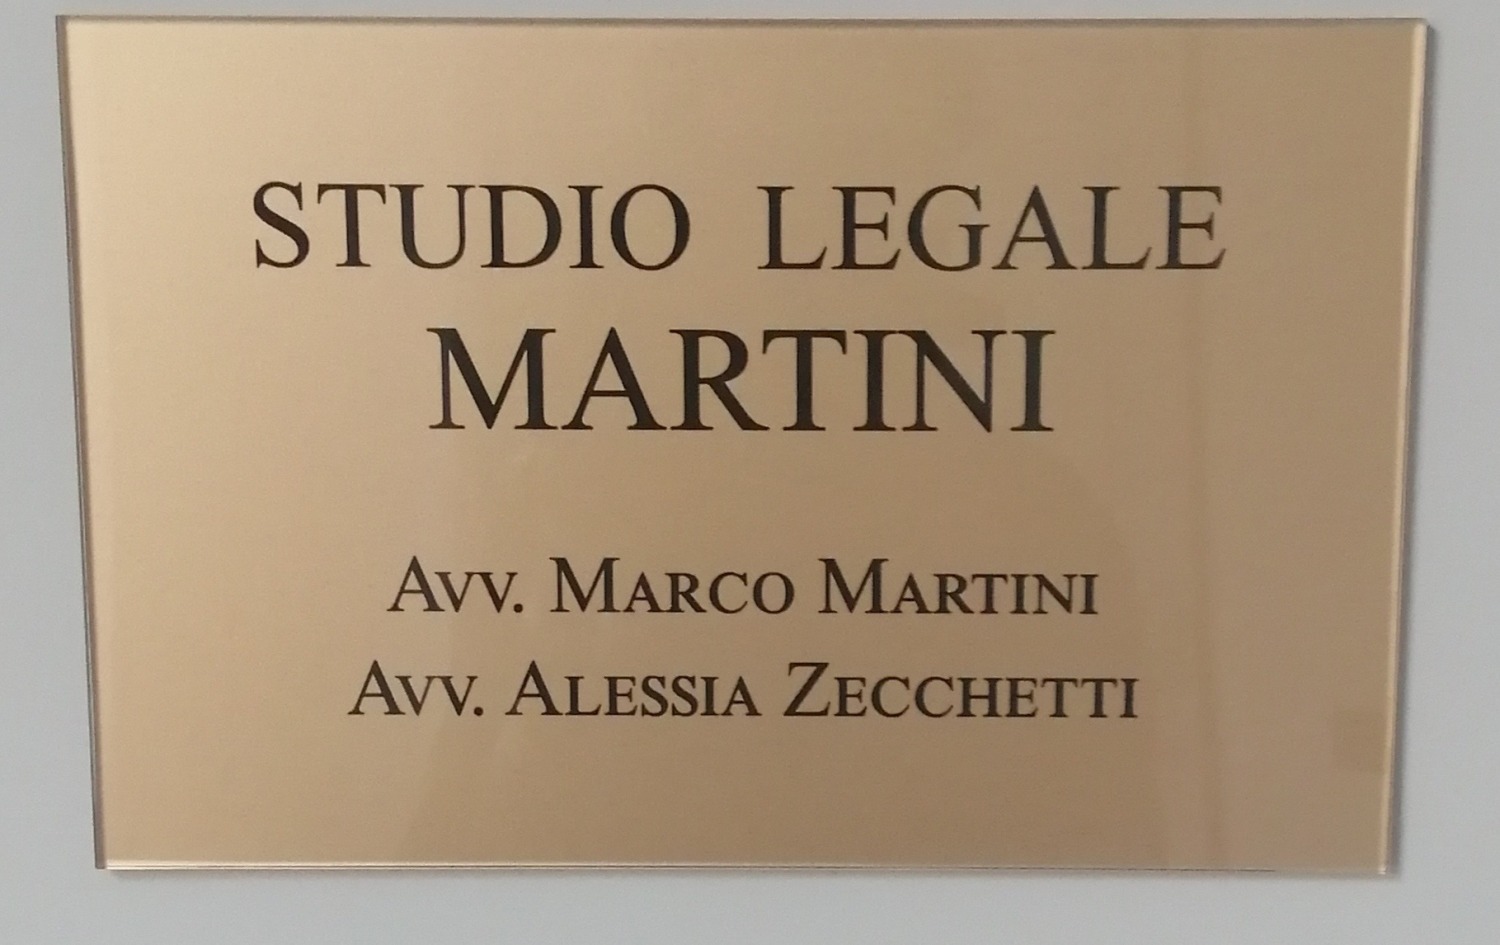 STUDIO LEGALE
MARTINI
AVV. MARCO MARTINI
AVV. ALESSIA ZECCHETTI